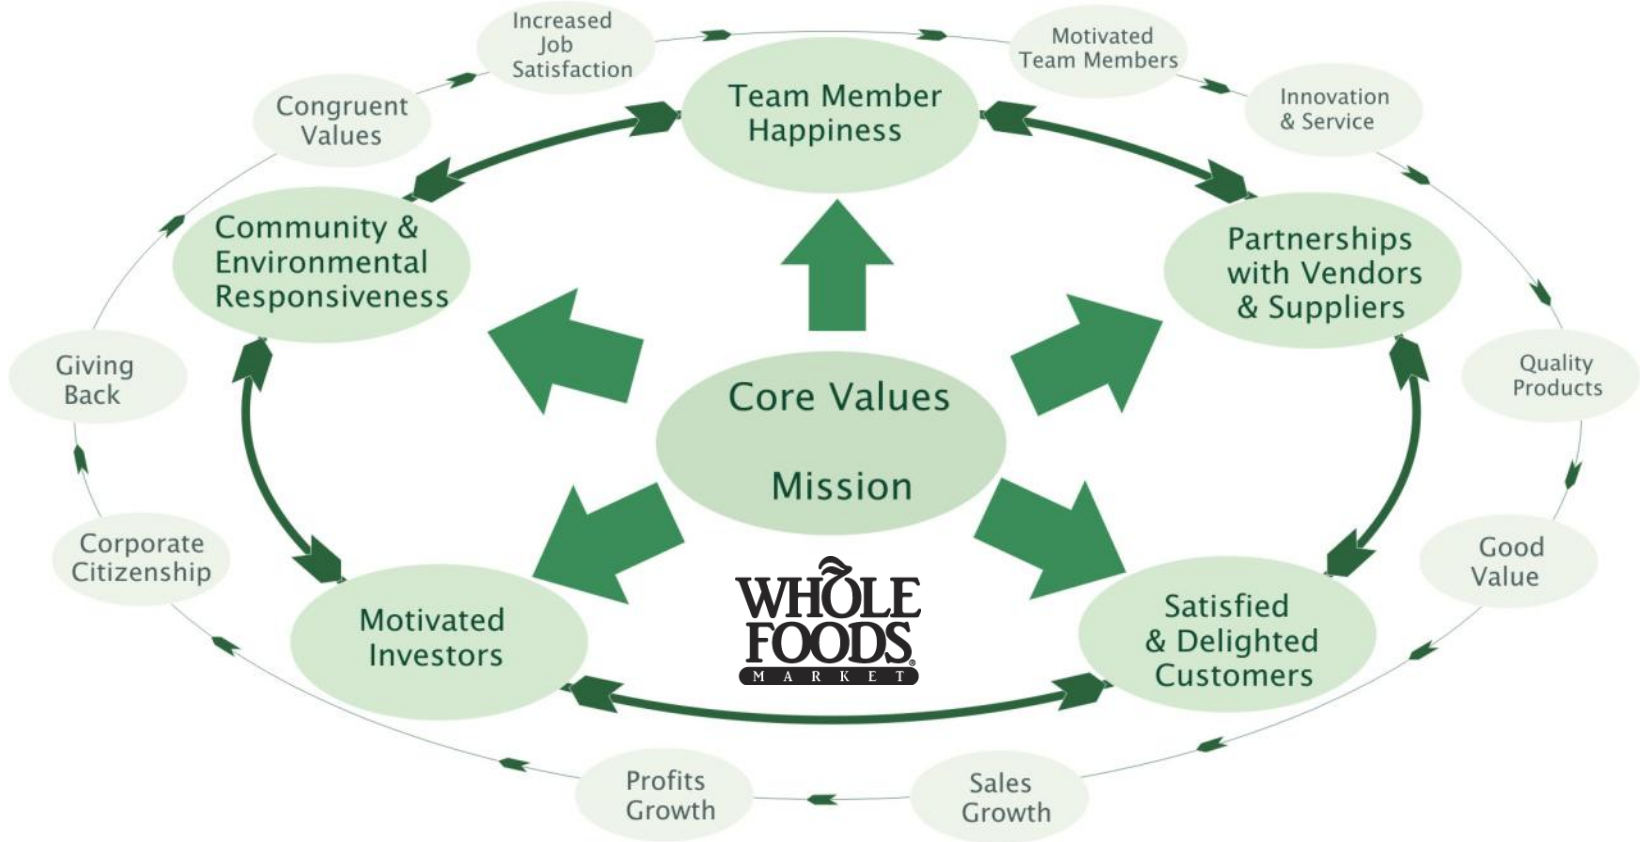 Increased
Job
Satisfaction
Motivated
Team Members
Congruent
Values
Team Member
Happiness
Innovation
& Service
Community &
Environmental
Responsiveness
Partnerships
with Vendors
& Suppliers
Giving
Back
Quality
Products
Core Values
Mission
Corporate
Citizenship
Good
Value
Motivated
Investors
WHOLE
FOODS®
MARKET
Satisfied
& Delighted
Customers
Profits
Growth
Sales
Growth